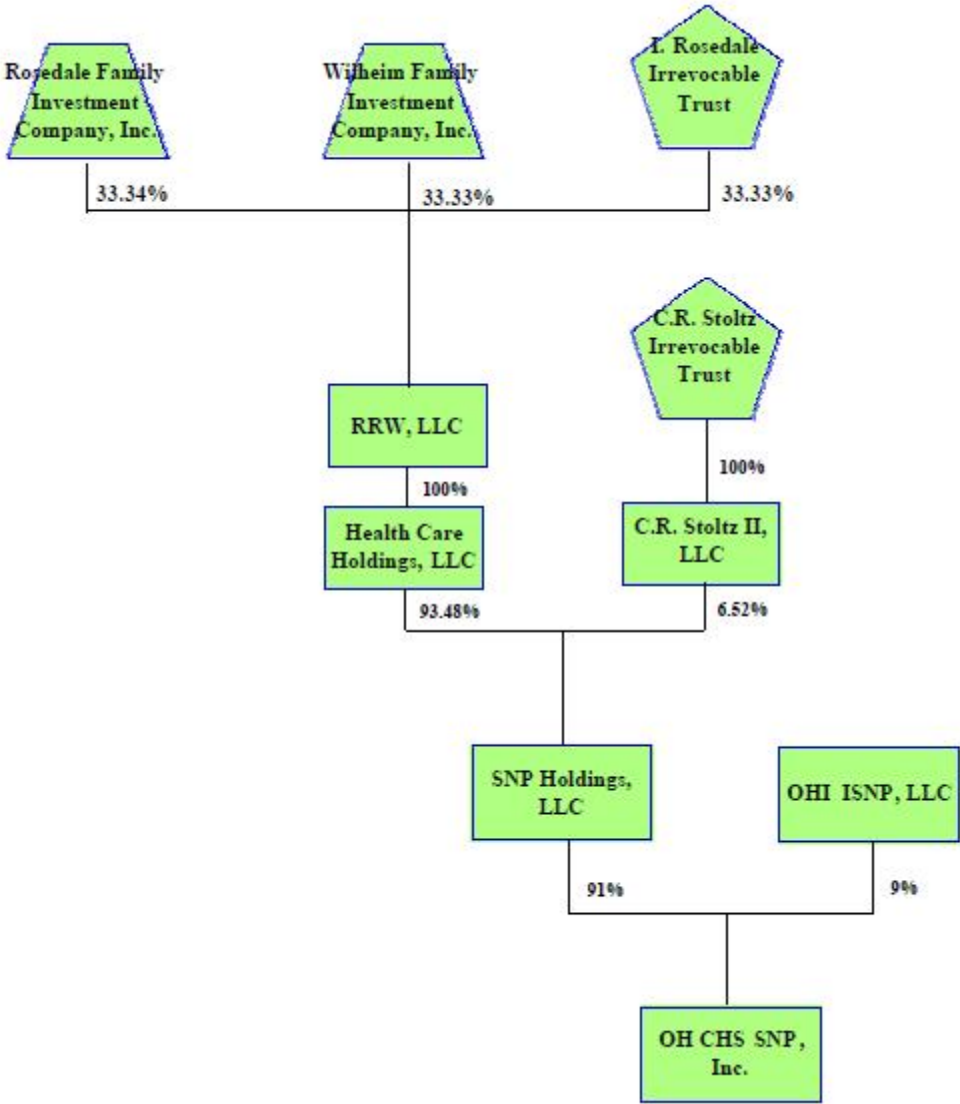 Rosedale Family
Investment
Company, Inc.
Wilheim Family
Investment
Company, Inc.
I. Rosedale
Irrevocable
Trust
33.34%
33.33%
33.33%
C.R. Stoltz
Irrevocable
Trust
RRW, LLC
100%
100%
Health Care
Holdings, LLC
C.R. Stoltz II,
LLC
93.48%
6.52%
SNP Holdings,
LLC
OHI ISNP, LLC
91%
9%
OH CHS SNP,
Inc.